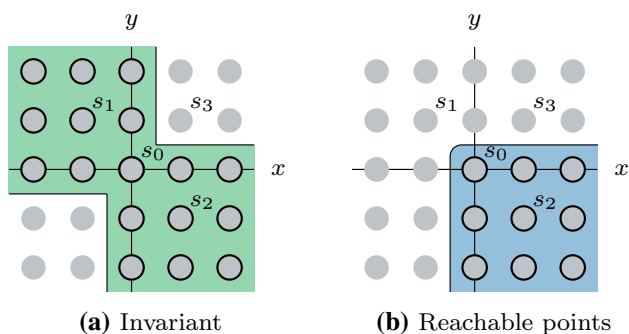 y y
s₁ s₃ s₁ s₃
s₀ x s₀ x
s₂ s₂
(a) Invariant (b) Reachable points